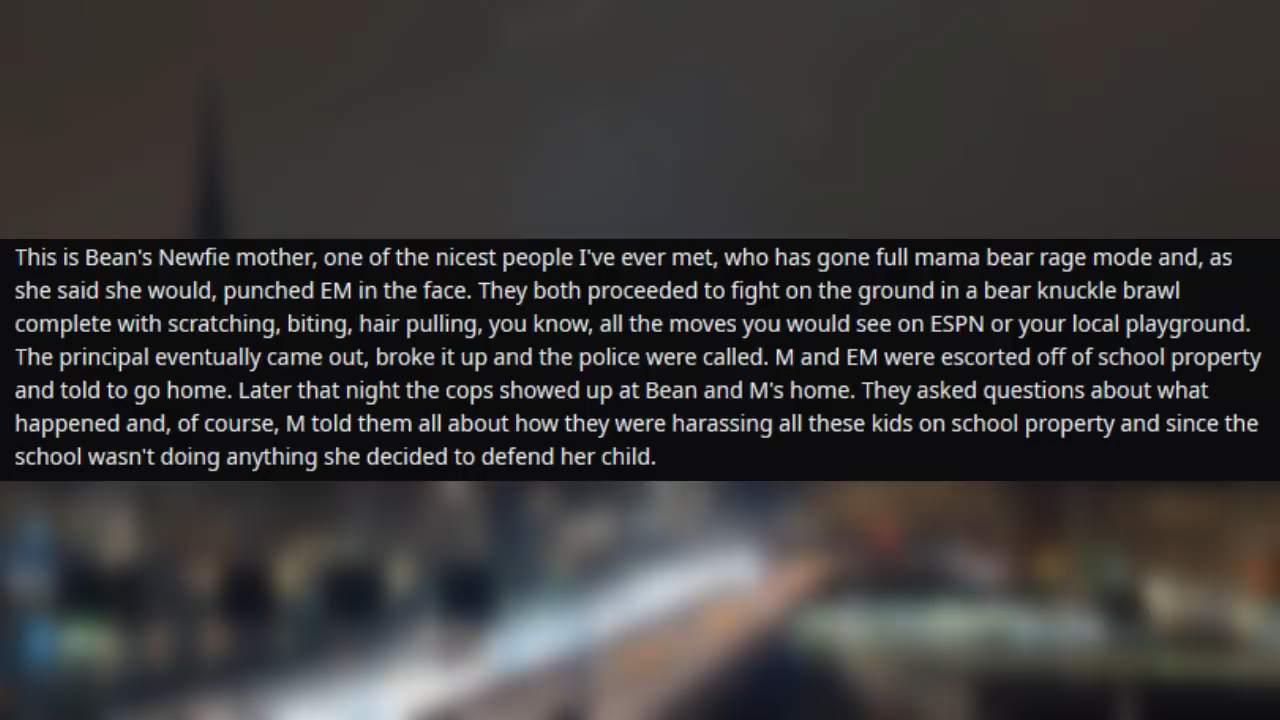 This is Bean's Newfie mother, one of the nicest people I've ever met, who has gone full mama bear rage mode and, as
she said she would, punched EM in the face. They both proceeded to fight on the ground in a bear knuckle brawl
complete with scratching, biting, hair pulling, you know, all the moves you would see on ESPN or your local playground.
The principal eventually came out, broke it up and the police were called. M and EM were escorted off of school property
and told to go home. Later that night the cops showed up at Bean and M's home. They asked questions about what
happened and, of course, M told them all about how they were harassing all these kids on school property and since the
school wasn't doing anything she decided to defend her child.